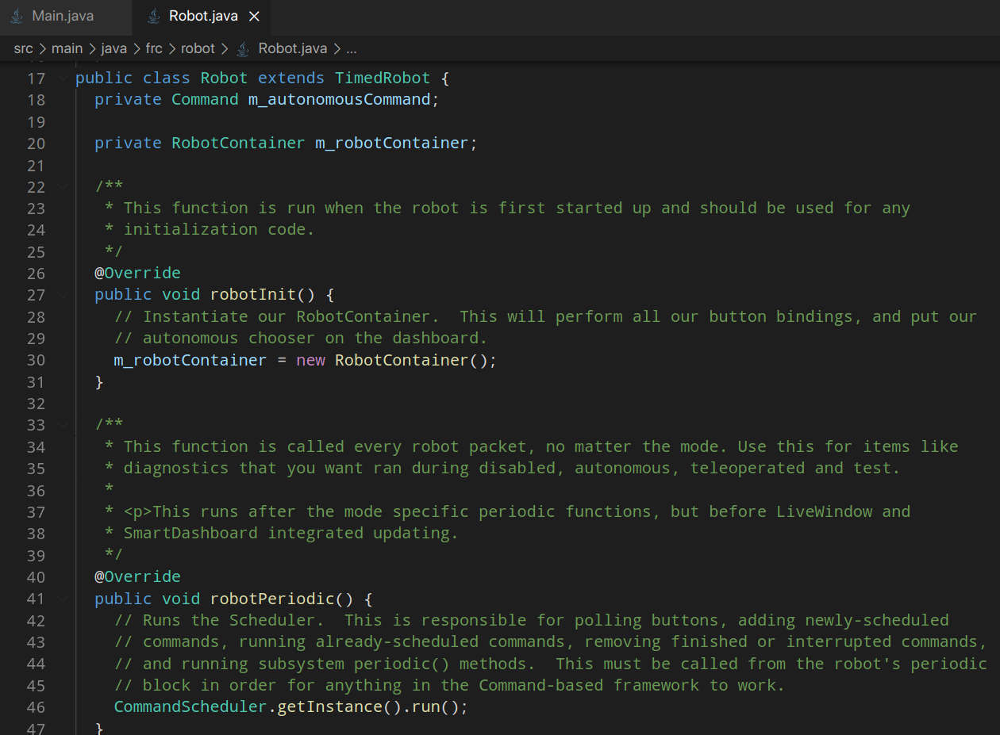 Main.java Robot.java
src > main > java > frc > robot > Robot.java > ...
17 public class Robot extends TimedRobot {
18   private Command m_autonomousCommand;
19
20   private RobotContainer m_robotContainer;
21
22   /**
23    * This function is run when the robot is first started up and should be used for any
24    * initialization code.
25    */
26   @Override
27   public void robotInit() {
28     // Instantiate our RobotContainer.  This will perform all our button bindings, and put our
29     // autonomous chooser on the dashboard.
30     m_robotContainer = new RobotContainer();
31   }
32
33   /**
34    * This function is called every robot packet, no matter the mode. Use this for items like
35    * diagnostics that you want ran during disabled, autonomous, teleoperated and test.
36    *
37    * <p>This runs after the mode specific periodic functions, but before LiveWindow and
38    * SmartDashboard integrated updating.
39    */
40   @Override
41   public void robotPeriodic() {
42     // Runs the Scheduler.  This is responsible for polling buttons, adding newly-scheduled
43     // commands, running already-scheduled commands, removing finished or interrupted commands,
44     // and running subsystem periodic() methods.  This must be called from the robot's periodic
45     // block in order for anything in the Command-based framework to work.
46     CommandScheduler.getInstance().run();
47   }